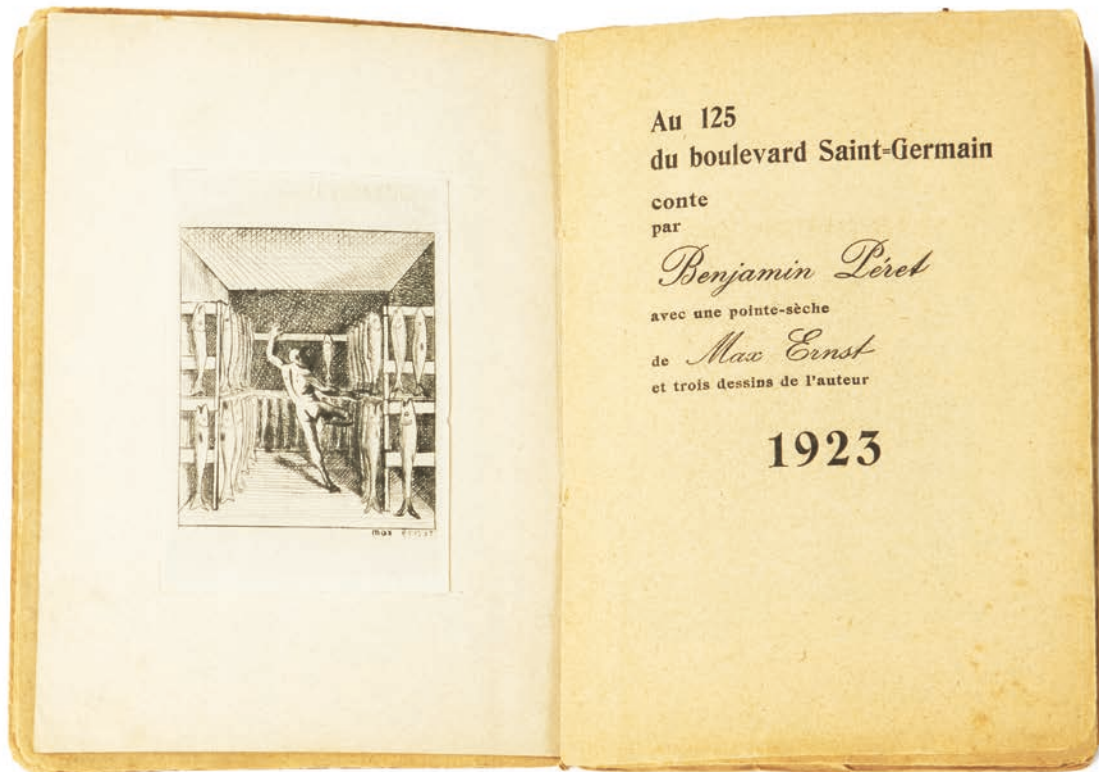 max ernst
Au 125
du boulevard Saint=Germain
conte
par
Benjamin Péret
avec une pointe-sèche
de Max Ernst
et trois dessins de l'auteur
1923